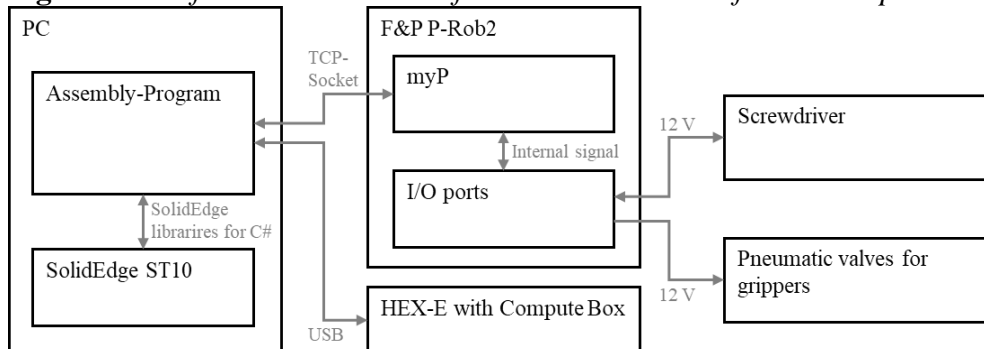 PC
F&P P-Rob2
TCP-
Socket
Assembly-Program
myP
12 V
Screwdriver
Internal signal
I/O ports
SolidEdge
librarires for C#
SolidEdge ST10
Pneumatic valves for
grippers
12 V
HEX-E with Compute Box
USB